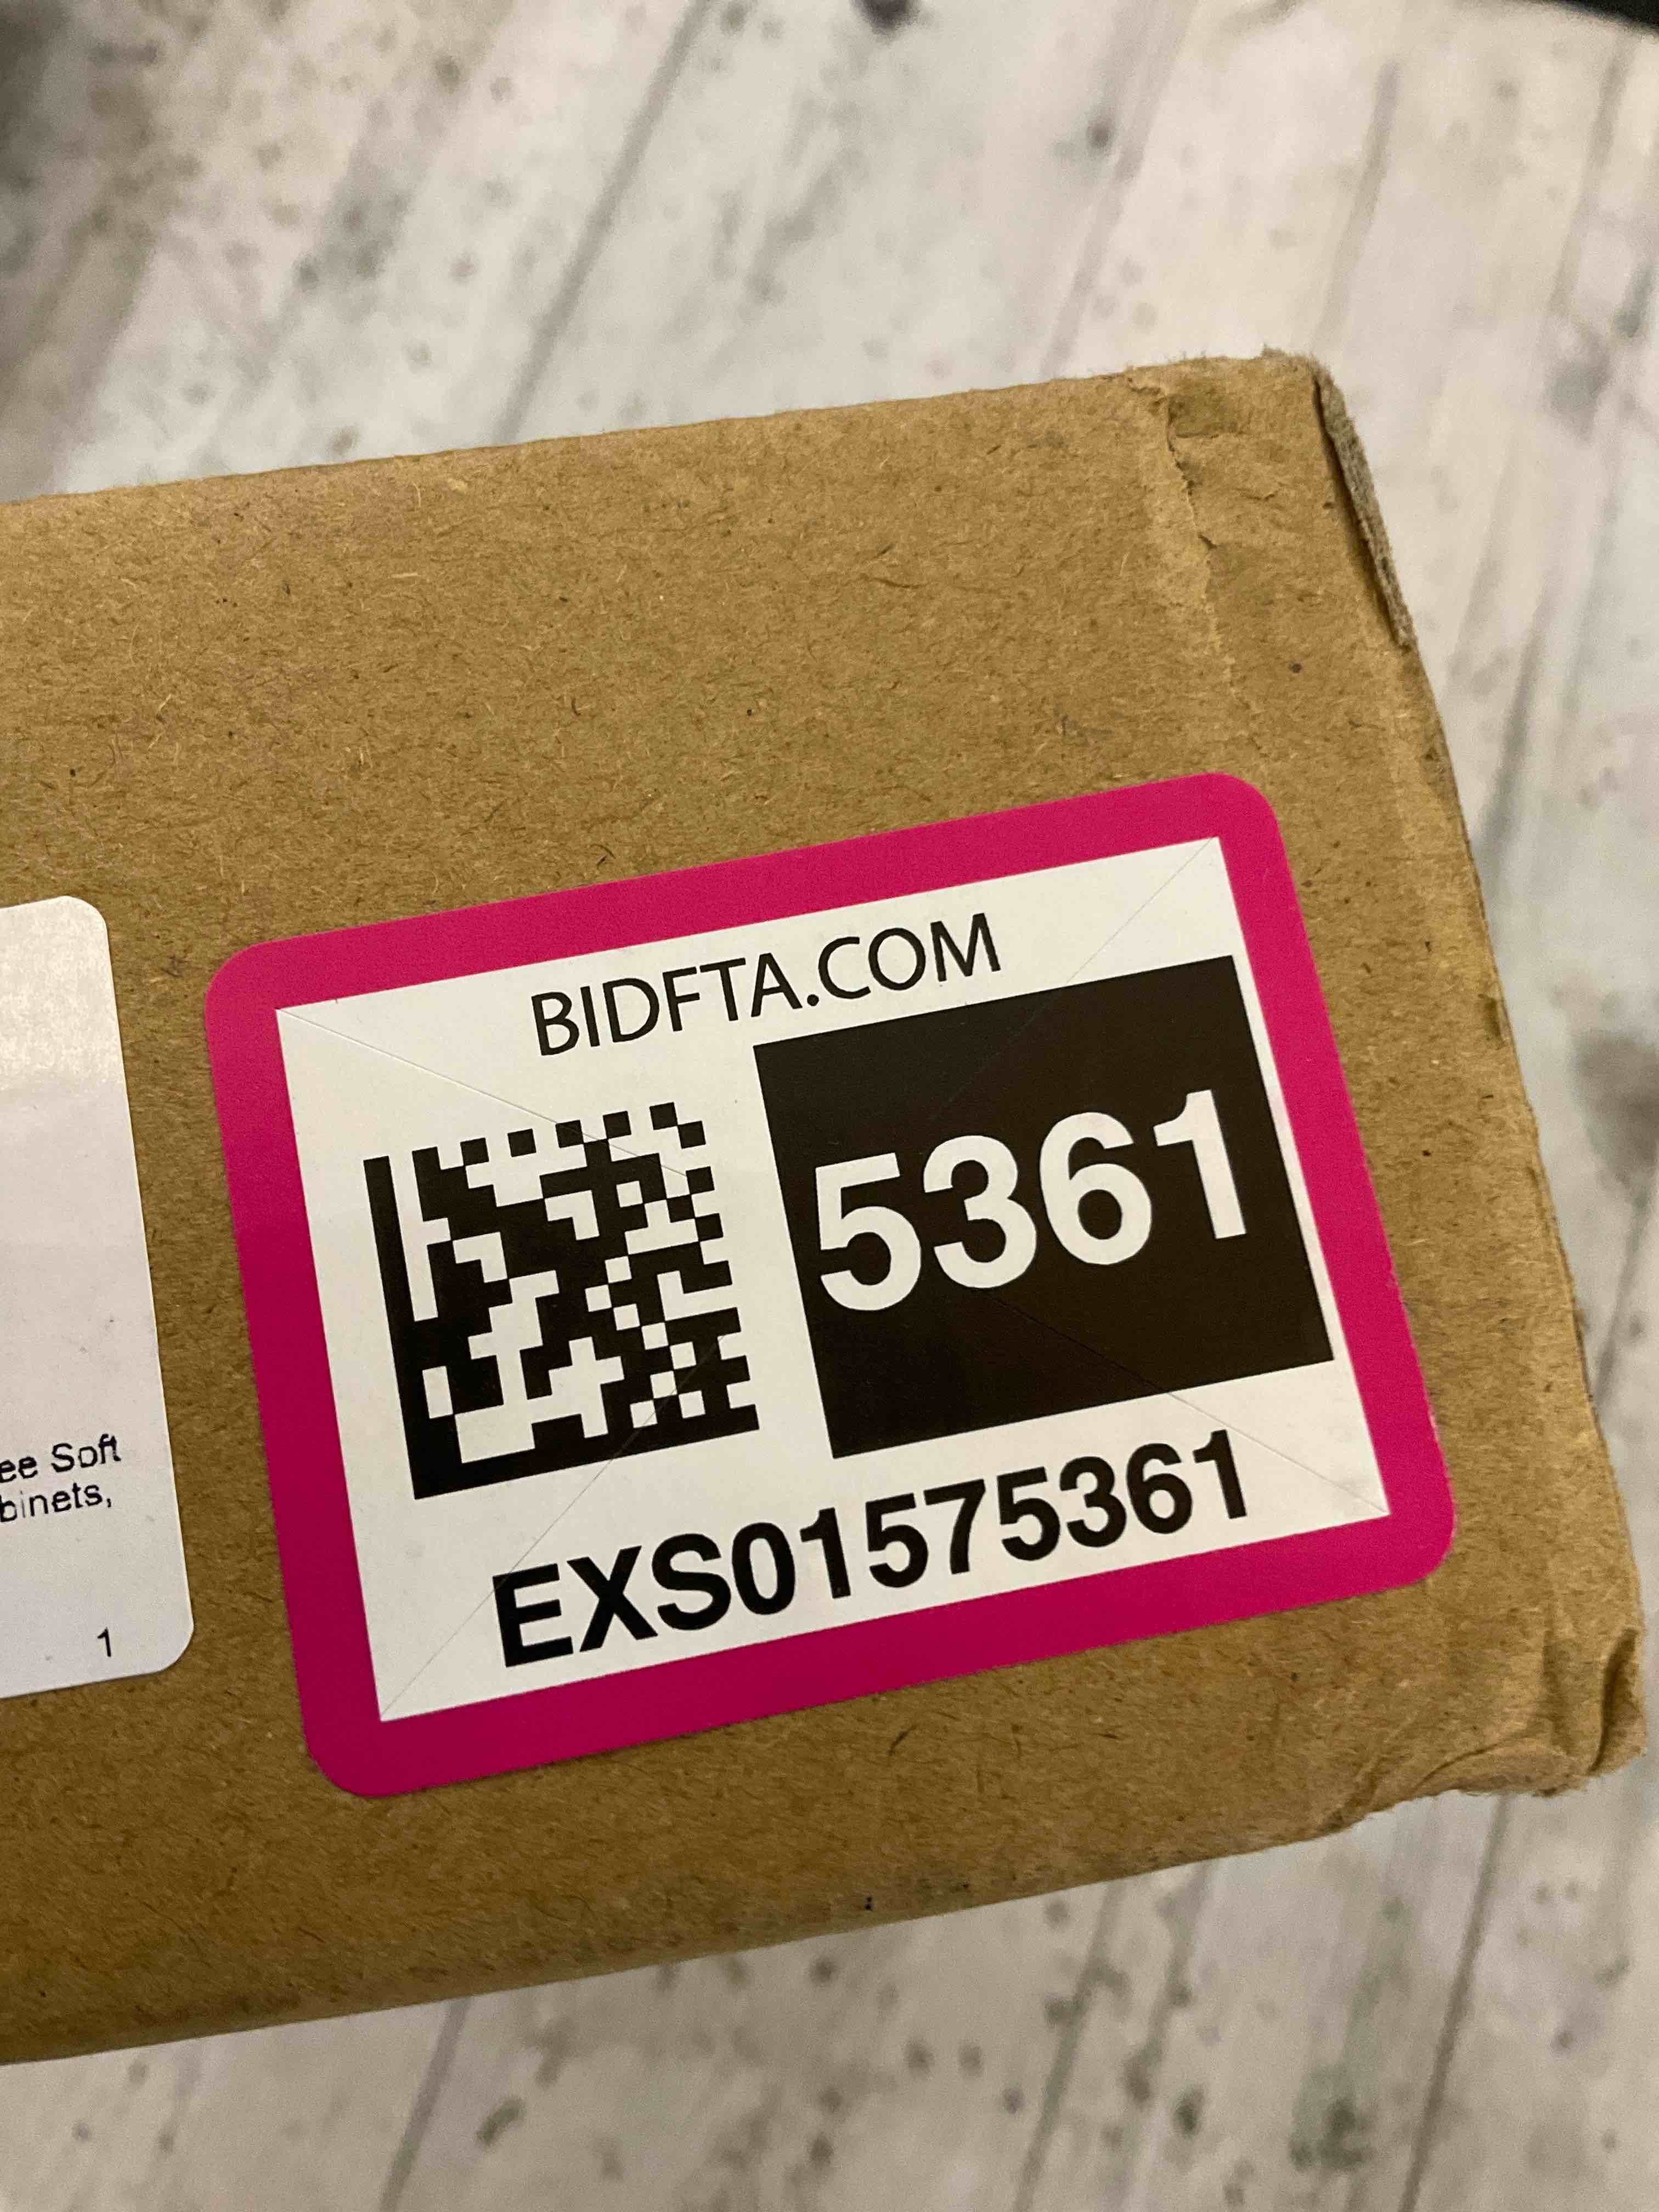 BIDFTA.COM
5361
EXS01575361
ee Soft
binets,
1